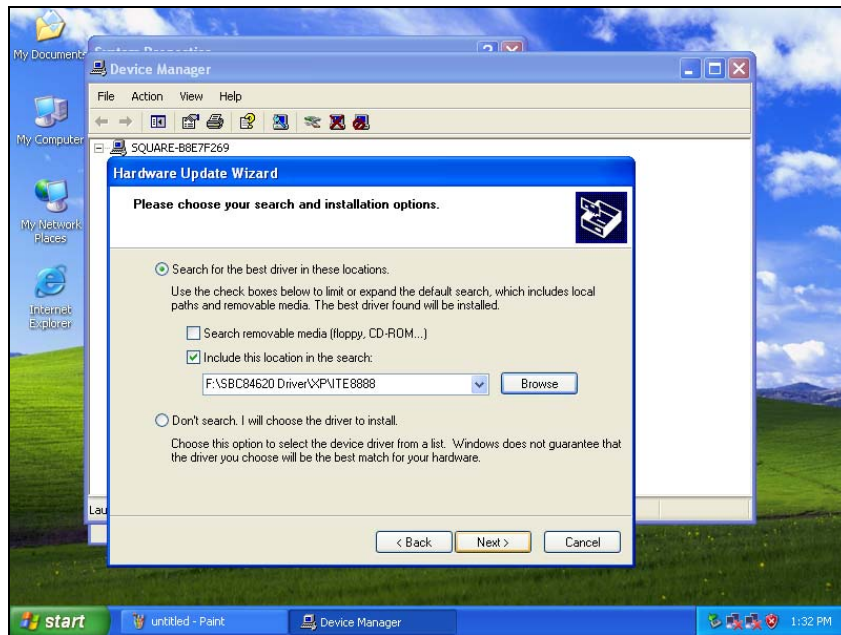 My Documents
My Computer
My Network
Places
Internet
Explorer
Device Manager
File Action View Help
SQUARE-B8E7F269
Hardware Update Wizard
Please choose your search and installation options.
Search for the best driver in these locations.
Use the check boxes below to limit or expand the default search, which includes local
paths and removable media. The best driver found will be installed.
Search removable media (floppy, CD-ROM...)
Include this location in the search:
F:\SBC84620 Driver\XP\ITE8888
Browse
Don't search. I will choose the driver to install.
Choose this option to select the device driver from a list. Windows does not guarantee that
the driver you choose will be the best match for your hardware.
Lau
< Back Next > Cancel
start untitled - Paint Device Manager 1:32 PM